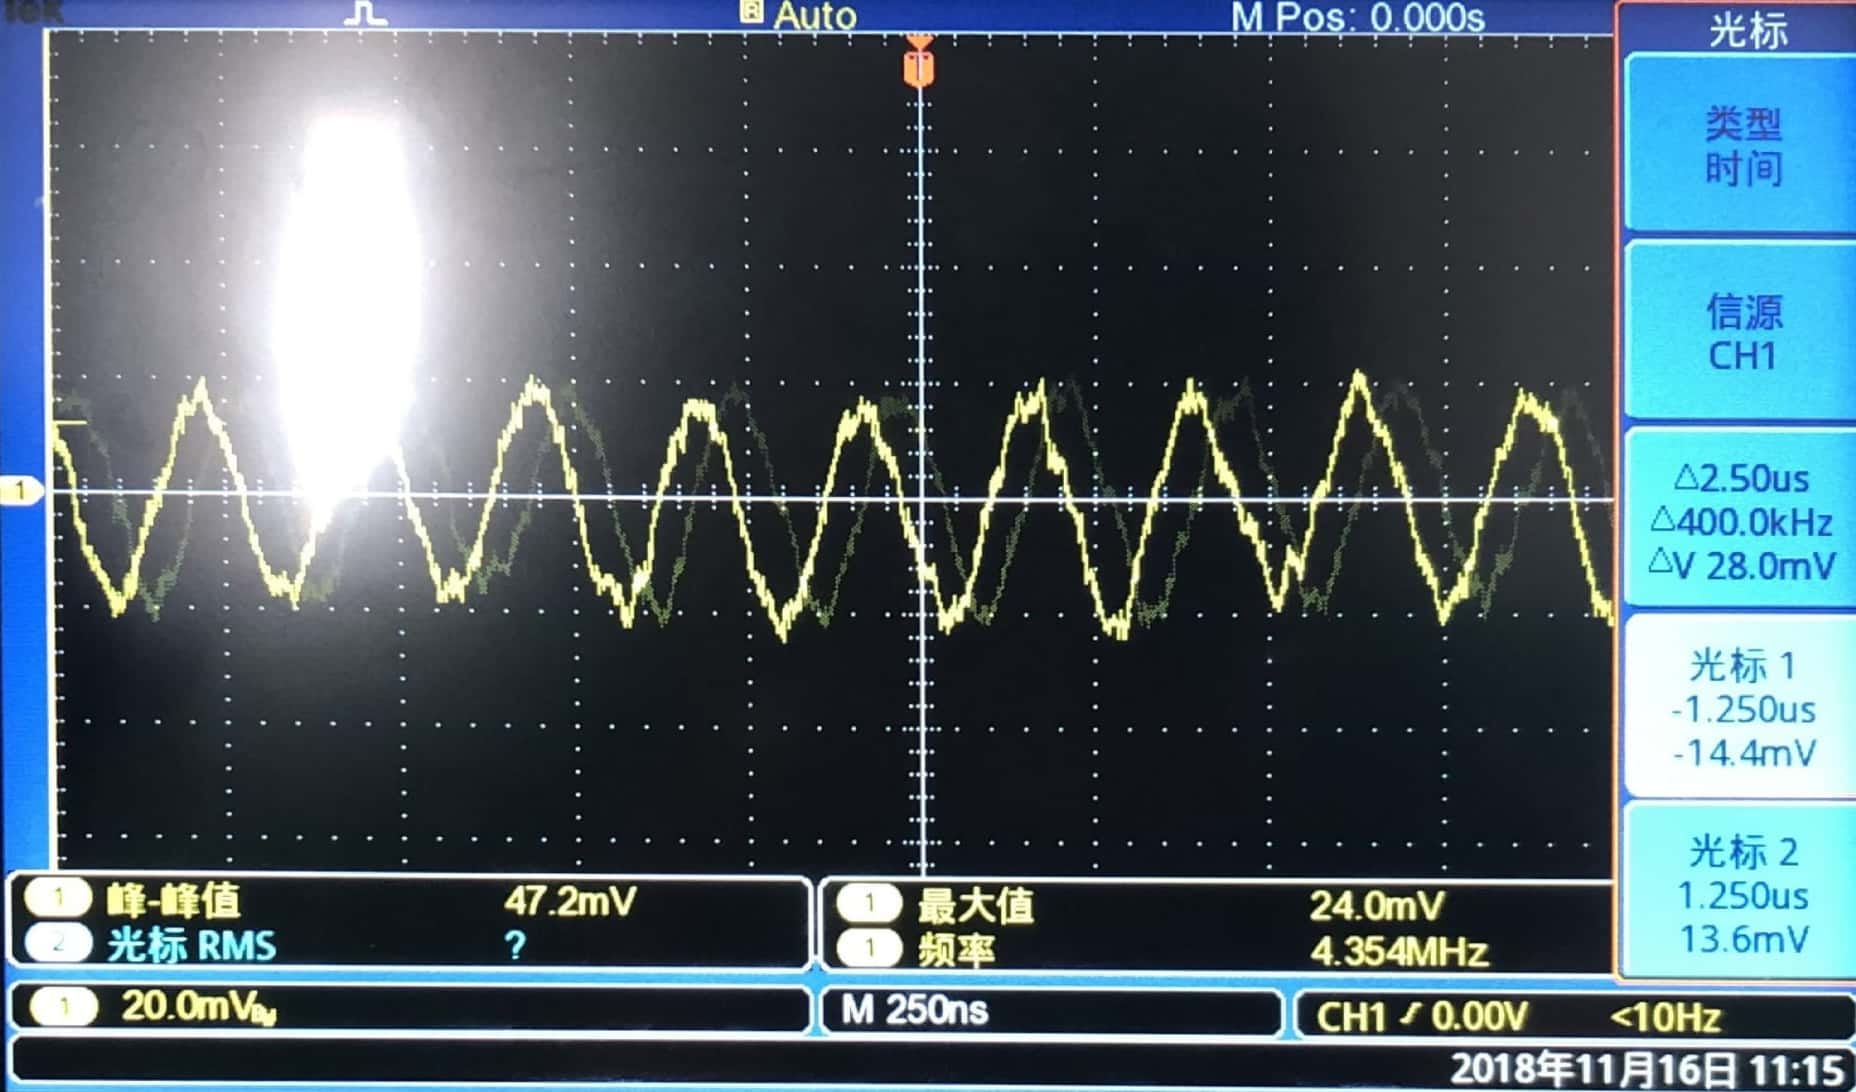 Tek
R Auto
M Pos: 0.000s
T
光标
类型
时间
信源
CH1
△2.50us
△400.0kHz
△V 28.0mV
光标 1
-1.250us
-14.4mV
光标 2
1.250us
13.6mV
1
1 峰-峰值 47.2mV
2 光标 RMS ?
1 最大值 24.0mV
1 频率 4.354MHz
1 20.0mVBW
M 250ns
CH1 0.00V <10Hz
2018年11月16日 11:15